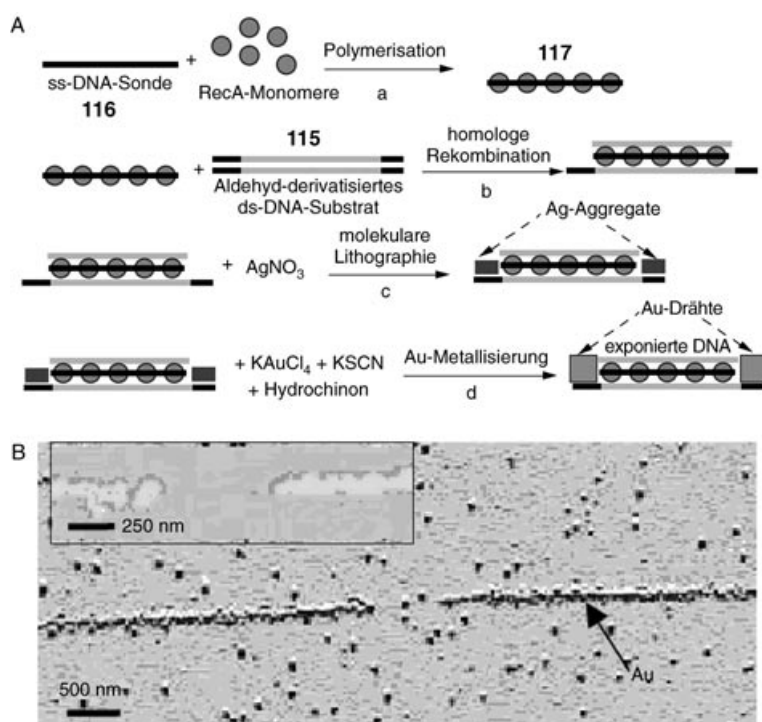 A
ss-DNA-Sonde
116
+
RecA-Monomere
Polymerisation
a
117
+
115
Aldehyd-derivatisiertes
ds-DNA-Substrat
homologe
Rekombination
b
+ AgNO3
molekulare
Lithographie
c
Ag-Aggregate
+ KAuCl4 + KSCN
+ Hydrochinon
Au-Metallisierung
d
Au-Drähte
exponierte DNA
B
250 nm
500 nm
Au